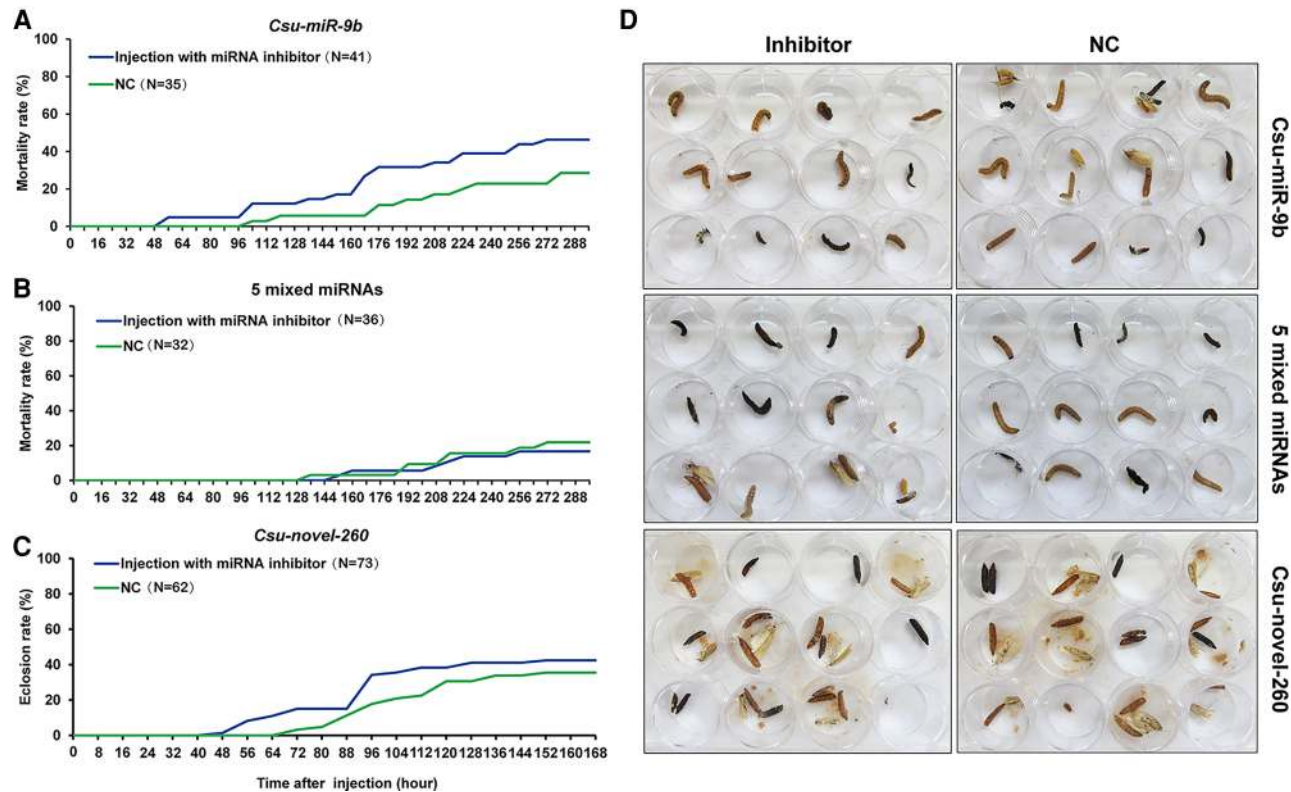 A
Csu-miR-9b
Mortality rate (%)
100
80
60
40
20
0
Injection with miRNA inhibitor (N=41)
NC (N=35)
0 16 32 48 64 80 96 112 128 144 160 176 192 208 224 240 256 272 288
B
5 mixed miRNAs
Mortality rate (%)
100
80
60
40
20
0
Injection with miRNA inhibitor (N=36)
NC (N=32)
0 16 32 48 64 80 96 112 128 144 160 176 192 208 224 240 256 272 288
C
Csu-novel-260
Eclosion rate (%)
100
80
60
40
20
0
Injection with miRNA inhibitor (N=73)
NC (N=62)
0 8 16 24 32 40 48 56 64 72 80 88 96 104 112 120 128 136 144 152 160 168
Time after injection (hour)
D
Inhibitor
NC
Csu-miR-9b
5 mixed miRNAs
Csu-novel-260